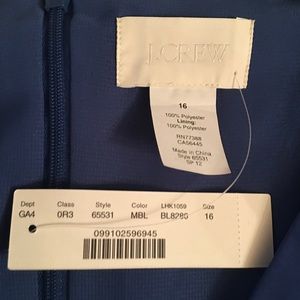 J.CREW
16
100% Polyester
Lining:
100% Polyester
RN77388
CA56445
Made in China
Style 65531
SP 12
Dept Class Style Color LHK1059 Size
GA4 0R3 65531 MBL BL8280 16
099102596945